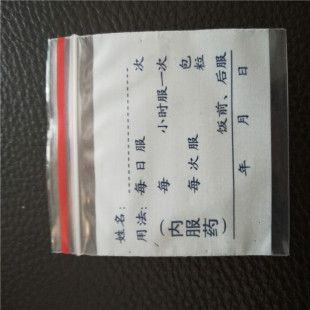 姓名:
用法: 每日服 次
每 小时服一次
每次服 包粒
(内服药) 饭前、后服
年 月 日